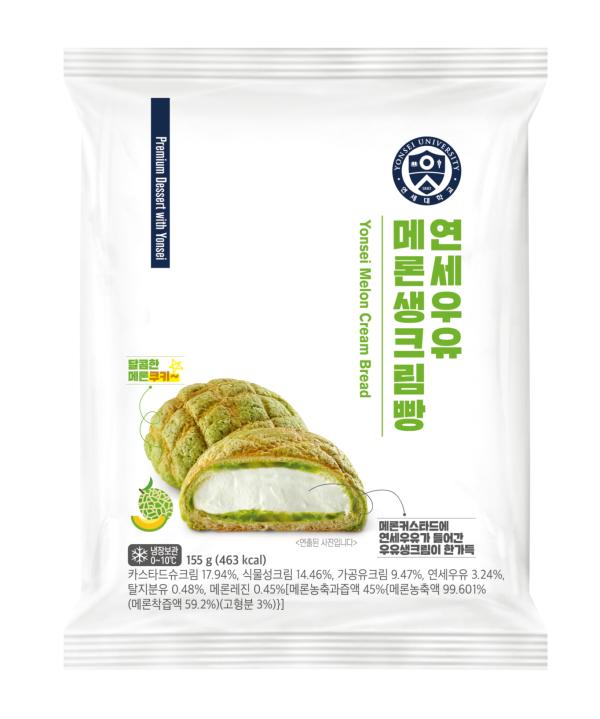 Premium Dessert with Yonsei
YONSEI UNIVERSITY
1885
연세대학교
연세우유
메론생크림빵
Yonsei Melon Cream Bread
달콤한
메론쿠키~
메론커스타드에
연세우유가 들어간
우유생크림이 한가득
<연출된 사진입니다>
냉장보관
0~10℃
155 g (463 kcal)
카스타드슈크림 17.94%, 식물성크림 14.46%, 가공유크림 9.47%, 연세우유 3.24%,
탈지분유 0.48%, 메론레진 0.45%[메론농축과즙액 45%{메론농축액 99.601%
(메론착즙액 59.2%)(고형분 3%)}]